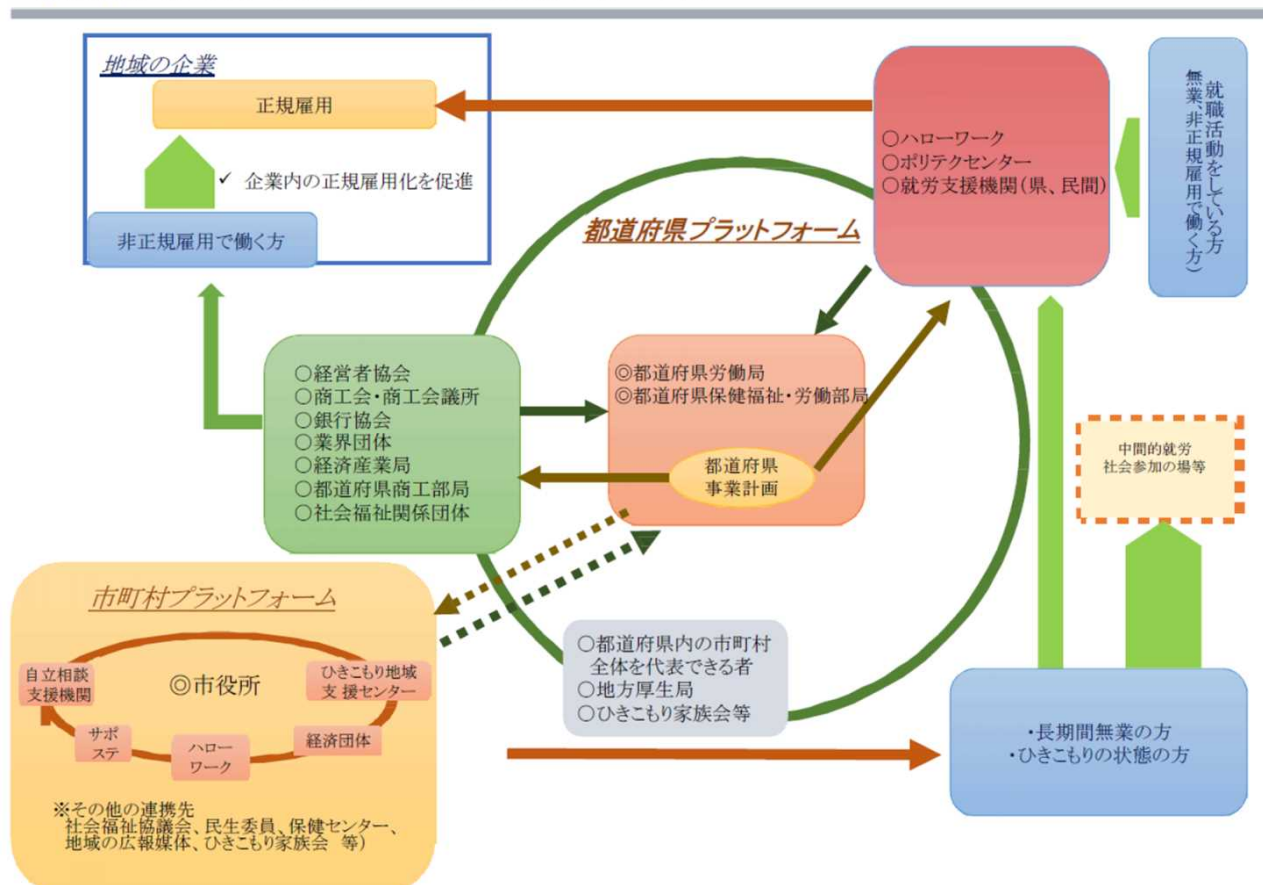 地域の企業
正規雇用
✓ 企業内の正規雇用化を促進
非正規雇用で働く方
○ハローワーク
○ポリテクセンター
○就労支援機関(県、民間)
就職活動をしている方
(無業、非正規雇用で働く方)
都道府県プラットフォーム
○経営者協会
○商工会・商工会議所
○銀行協会
○業界団体
○経済産業局
○都道府県商工部局
○社会福祉関係団体
◎都道府県労働局
◎都道府県保健福祉・労働部局
都道府県
事業計画
中間的就労
社会参加の場等
市町村プラットフォーム
自立相談
支援機関
◎市役所
ひきこもり地域
支援センター
サポ
ステ
ハロー
ワーク
経済団体
※その他の連携先
社会福祉協議会、民生委員、保健センター、
地域の広報媒体、ひきこもり家族会 等)
○都道府県内の市町村
全体を代表できる者
○地方厚生局
○ひきこもり家族会等
・長期間無業の方
・ひきこもりの状態の方